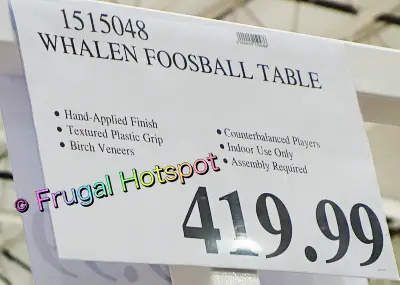 1515048
WHALEN FOOSBALL TABLE
• Hand-Applied Finish
• Textured Plastic Grip
• Birch Veneers
• Counterbalanced Players
• Indoor Use Only
• Assembly Required
© Frugal Hotspot
419.99